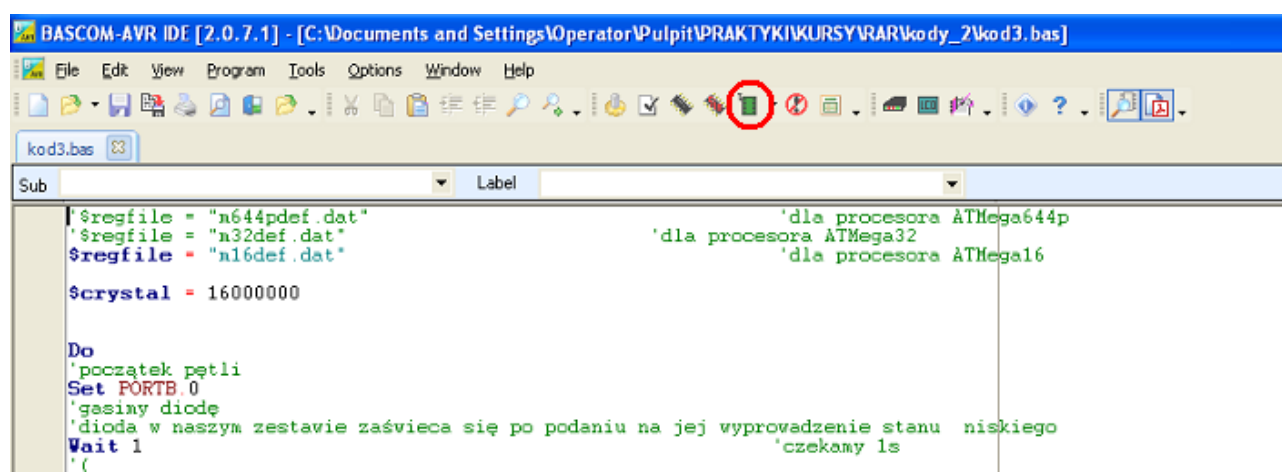 BASCOM-AVR IDE [2.0.7.1] - [C:\Documents and Settings\Operator\Pulpit\PRAKTYKI\KURSY\RAR\kody_2\kod3.bas]
File Edit View Program Tools Options Window Help
kod3.bas
Sub Label
'$regfile = "m644pdef.dat" 'dla procesora ATMega644p
'$regfile = "m32def.dat" 'dla procesora ATMega32
$regfile = "m16def.dat" 'dla procesora ATMega16
$crystal = 16000000
Do
'początek pętli
Set PORTB.0
'gasimy diodę
'dioda w naszym zestawie zaświeca się po podaniu na jej wyprowadzenie stanu niskiego
Wait 1 'czekamy 1s
'(